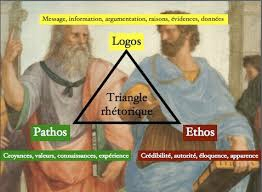 Message, information, argumentation, raisons, évidences, données
Logos
Triangle
rhétorique
Pathos
Ethos
Croyances, valeurs, connaissances, expérience
Crédibilité, autorité, éloquence, apparence